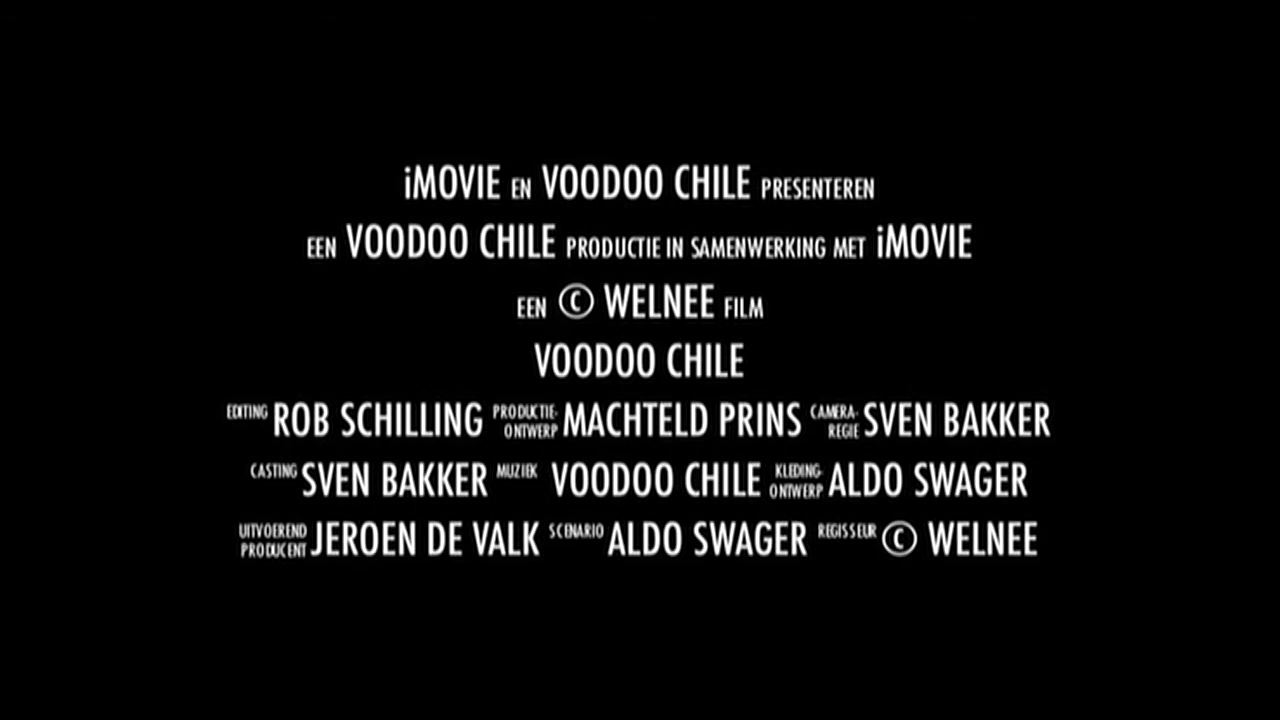 iMOVIE EN VOODOO CHILE PRESENTEREN
EEN VOODOO CHILE PRODUCTIE IN SAMENWERKING MET iMOVIE
EEN © WELNEE FILM
VOODOO CHILE
EDITING ROB SCHILLING PRODUCTIE-ONTWERP MACHTELD PRINS CAMERA-REGIE SVEN BAKKER
CASTING SVEN BAKKER MUZIEK VOODOO CHILE KLEDING-ONTWERP ALDO SWAGER
UITVOEREND PRODUCENT JEROEN DE VALK SCENARIO ALDO SWAGER REGISSEUR © WELNEE